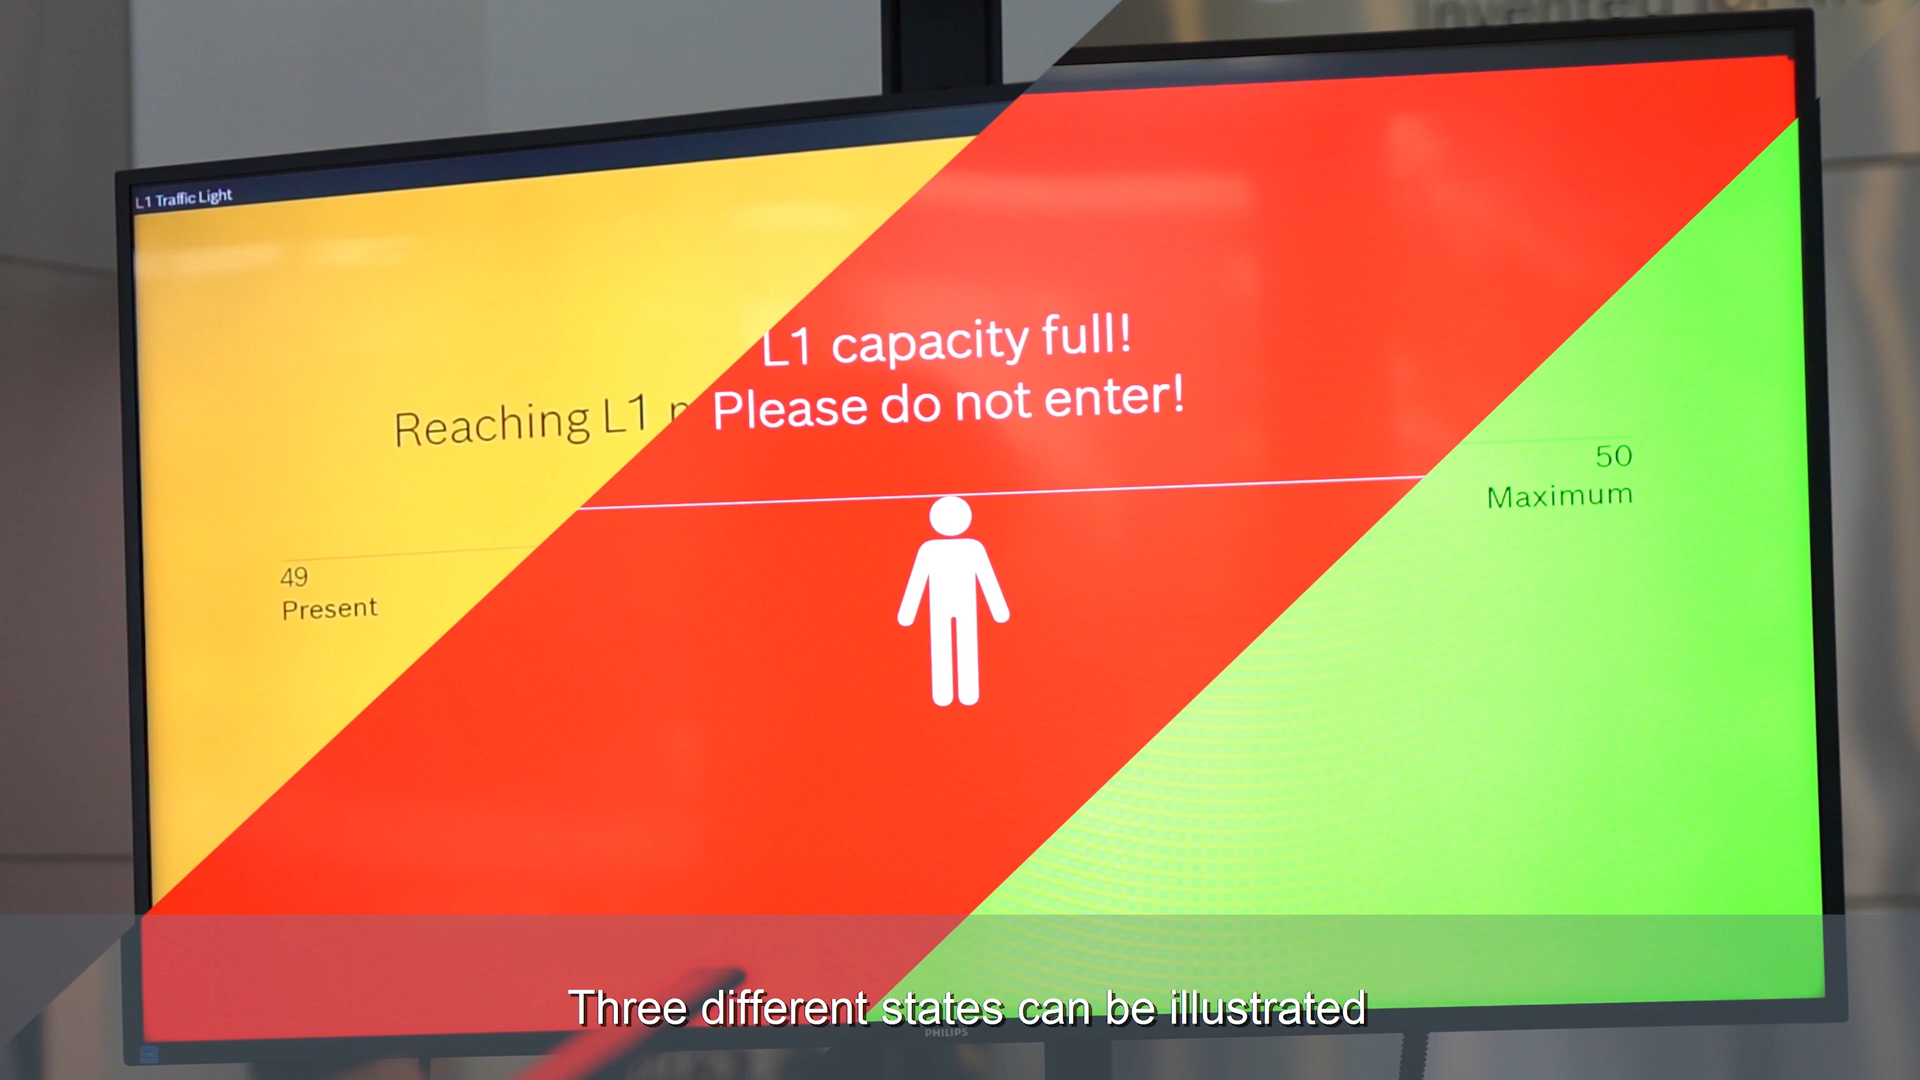 L1 Traffic Light
Reaching L1
L1 capacity full!
Please do not enter!
49
Present
50
Maximum
Three different states can be illustrated
PHILIPS